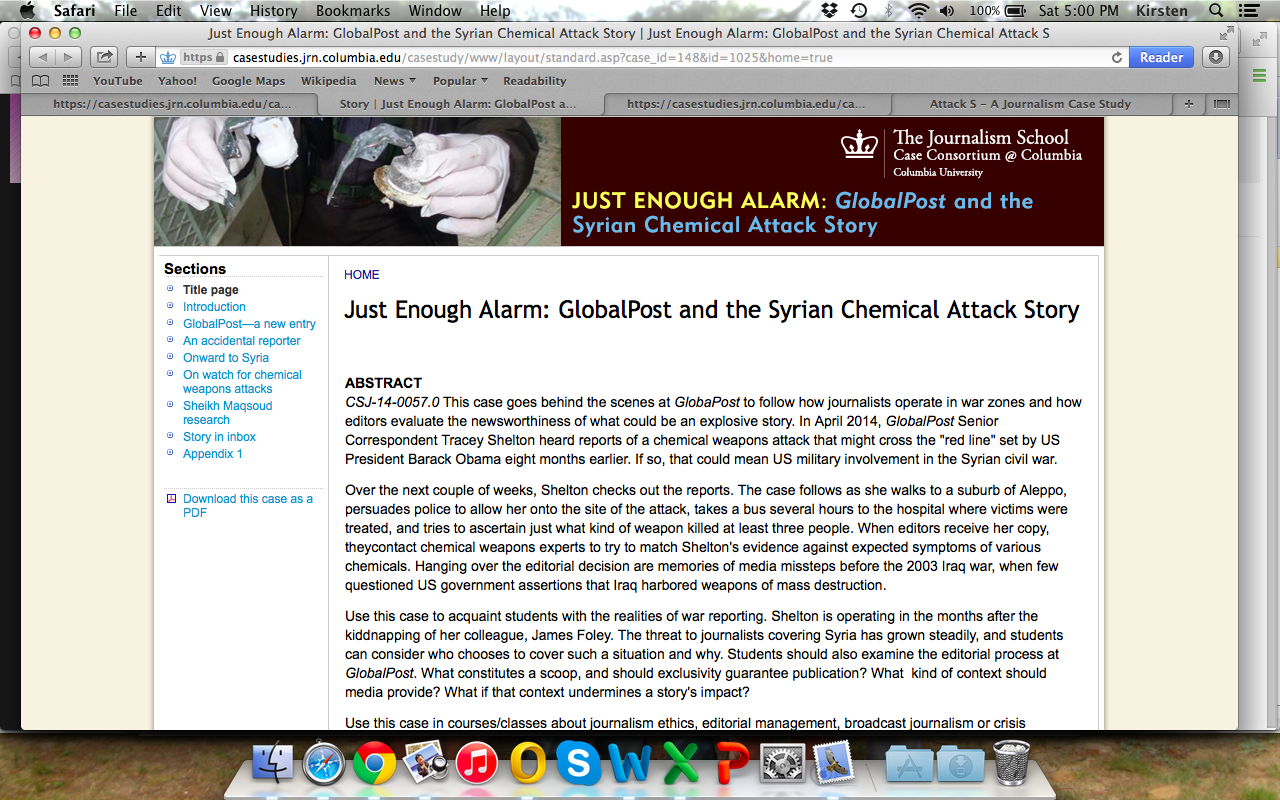 Safari File Edit View History Bookmarks Window Help 100% Sat 5:00 PM Kirsten
Just Enough Alarm: GlobalPost and the Syrian Chemical Attack Story | Just Enough Alarm: GlobalPost and the Syrian Chemical Attack S
https casestudies.jrn.columbia.edu/casestudy/www/layout/standard.asp?case_id=148&id=1025&home=true Reader
YouTube Yahoo! Google Maps Wikipedia News Popular Readability
https://casestudies.jrn.columbia.edu/ca... Story | Just Enough Alarm: GlobalPost a... https://casestudies.jrn.columbia.edu/ca... Attack S – A Journalism Case Study
The Journalism School
Case Consortium @ Columbia
Columbia University
JUST ENOUGH ALARM: GlobalPost and the
Syrian Chemical Attack Story
Sections
Title page
Introduction
GlobalPost—a new entry
An accidental reporter
Onward to Syria
On watch for chemical
weapons attacks
Sheikh Maqsoud
research
Story in inbox
Appendix 1
Download this case as a
PDF
HOME
Just Enough Alarm: GlobalPost and the Syrian Chemical Attack Story
ABSTRACT
CSJ-14-0057.0 This case goes behind the scenes at GlobaPost to follow how journalists operate in war zones and how
editors evaluate the newsworthiness of what could be an explosive story. In April 2014, GlobalPost Senior
Correspondent Tracey Shelton heard reports of a chemical weapons attack that might cross the "red line" set by US
President Barack Obama eight months earlier. If so, that could mean US military involvement in the Syrian civil war.
Over the next couple of weeks, Shelton checks out the reports. The case follows as she walks to a suburb of Aleppo,
persuades police to allow her onto the site of the attack, takes a bus several hours to the hospital where victims were
treated, and tries to ascertain just what kind of weapon killed at least three people. When editors receive her copy,
theycontact chemical weapons experts to try to match Shelton's evidence against expected symptoms of various
chemicals. Hanging over the editorial decision are memories of media missteps before the 2003 Iraq war, when few
questioned US government assertions that Iraq harbored weapons of mass destruction.
Use this case to acquaint students with the realities of war reporting. Shelton is operating in the months after the
kiddnapping of her colleague, James Foley. The threat to journalists covering Syria has grown steadily, and students
can consider who chooses to cover such a situation and why. Students should also examine the editorial process at
GlobalPost. What constitutes a scoop, and should exclusivity guarantee publication? What  kind of context should
media provide? What if that context undermines a story's impact?
Use this case in courses/classes about journalism ethics, editorial management, broadcast journalism or crisis